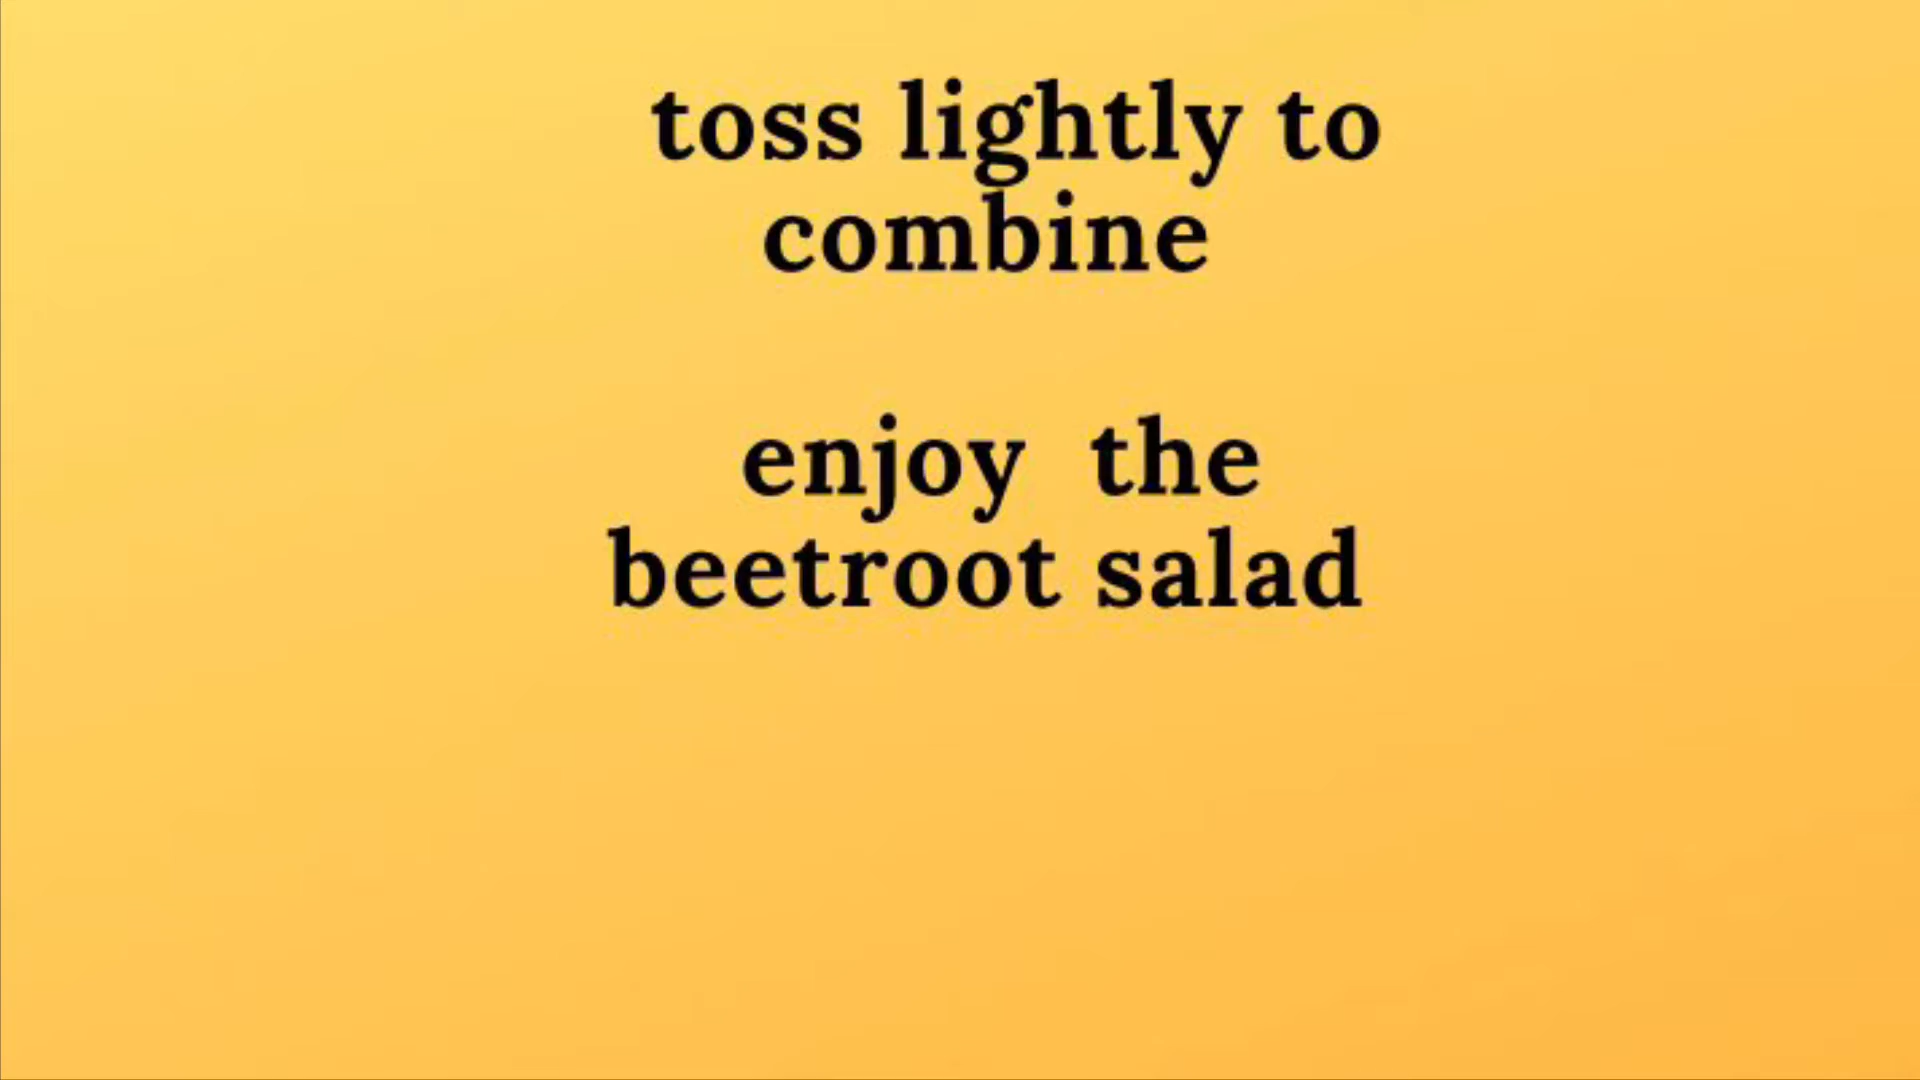 toss lightly to
combine
enjoy  the
beetroot salad